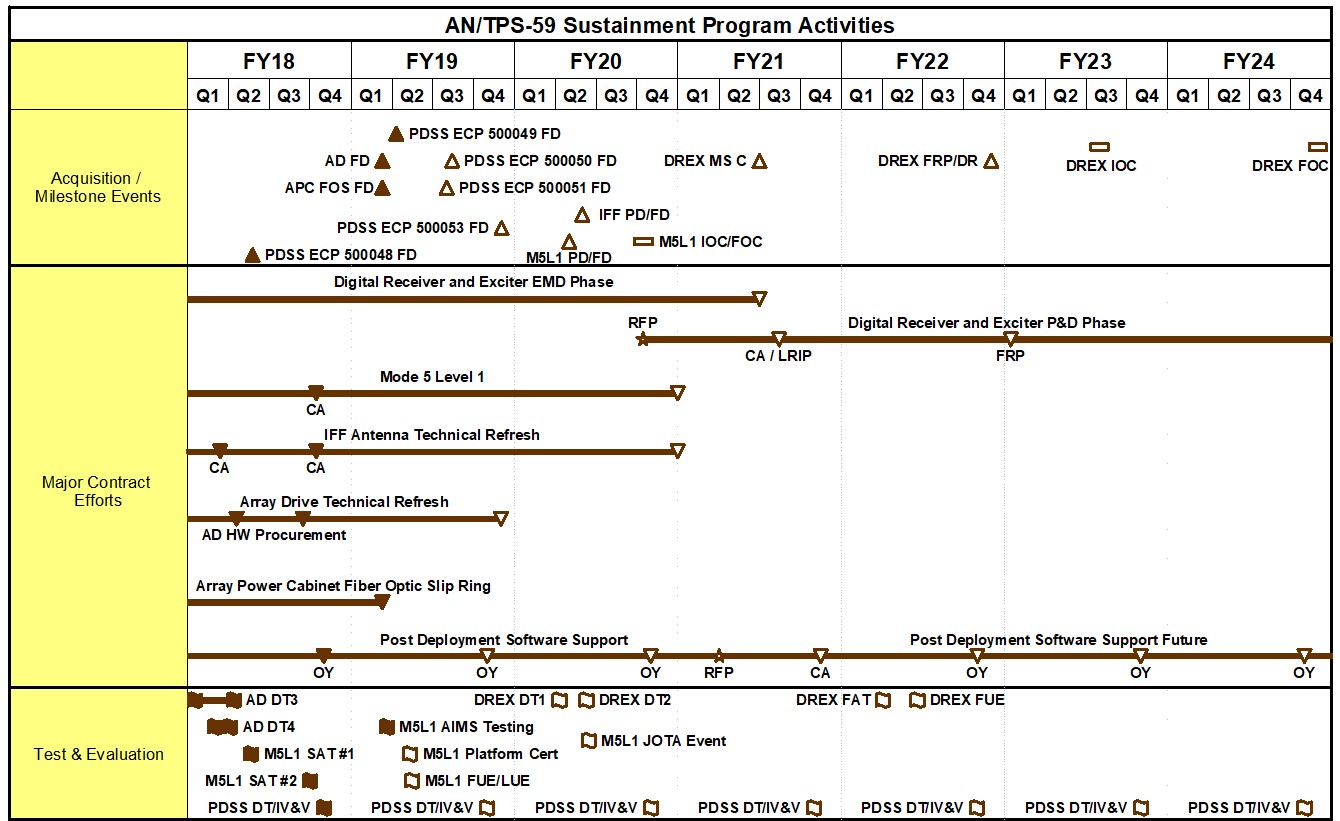 AN/TPS-59 Sustainment Program Activities
FY18 FY19 FY20 FY21 FY22 FY23 FY24
Q1 Q2 Q3 Q4 Q1 Q2 Q3 Q4 Q1 Q2 Q3 Q4 Q1 Q2 Q3 Q4 Q1 Q2 Q3 Q4 Q1 Q2 Q3 Q4 Q1 Q2 Q3 Q4
Acquisition /
Milestone Events
PDSS ECP 500049 FD
AD FD PDSS ECP 500050 FD DREX MS C DREX FRP/DR DREX IOC DREX FOC
APC FOS FD PDSS ECP 500051 FD
IFF PD/FD
PDSS ECP 500053 FD
M5L1 IOC/FOC
PDSS ECP 500048 FD M5L1 PD/FD
Major Contract
Efforts
Digital Receiver and Exciter EMD Phase
RFP Digital Receiver and Exciter P&D Phase
CA / LRIP FRP
Mode 5 Level 1
CA
IFF Antenna Technical Refresh
CA CA
Array Drive Technical Refresh
AD HW Procurement
Array Power Cabinet Fiber Optic Slip Ring
Post Deployment Software Support Post Deployment Software Support Future
OY OY OY RFP CA OY OY OY
Test & Evaluation
AD DT3 DREX DT1 DREX DT2 DREX FAT DREX FUE
AD DT4 M5L1 AIMS Testing
M5L1 JOTA Event
M5L1 SAT #1 M5L1 Platform Cert
M5L1 SAT #2 M5L1 FUE/LUE
PDSS DT/IV&V PDSS DT/IV&V PDSS DT/IV&V PDSS DT/IV&V PDSS DT/IV&V PDSS DT/IV&V PDSS DT/IV&V